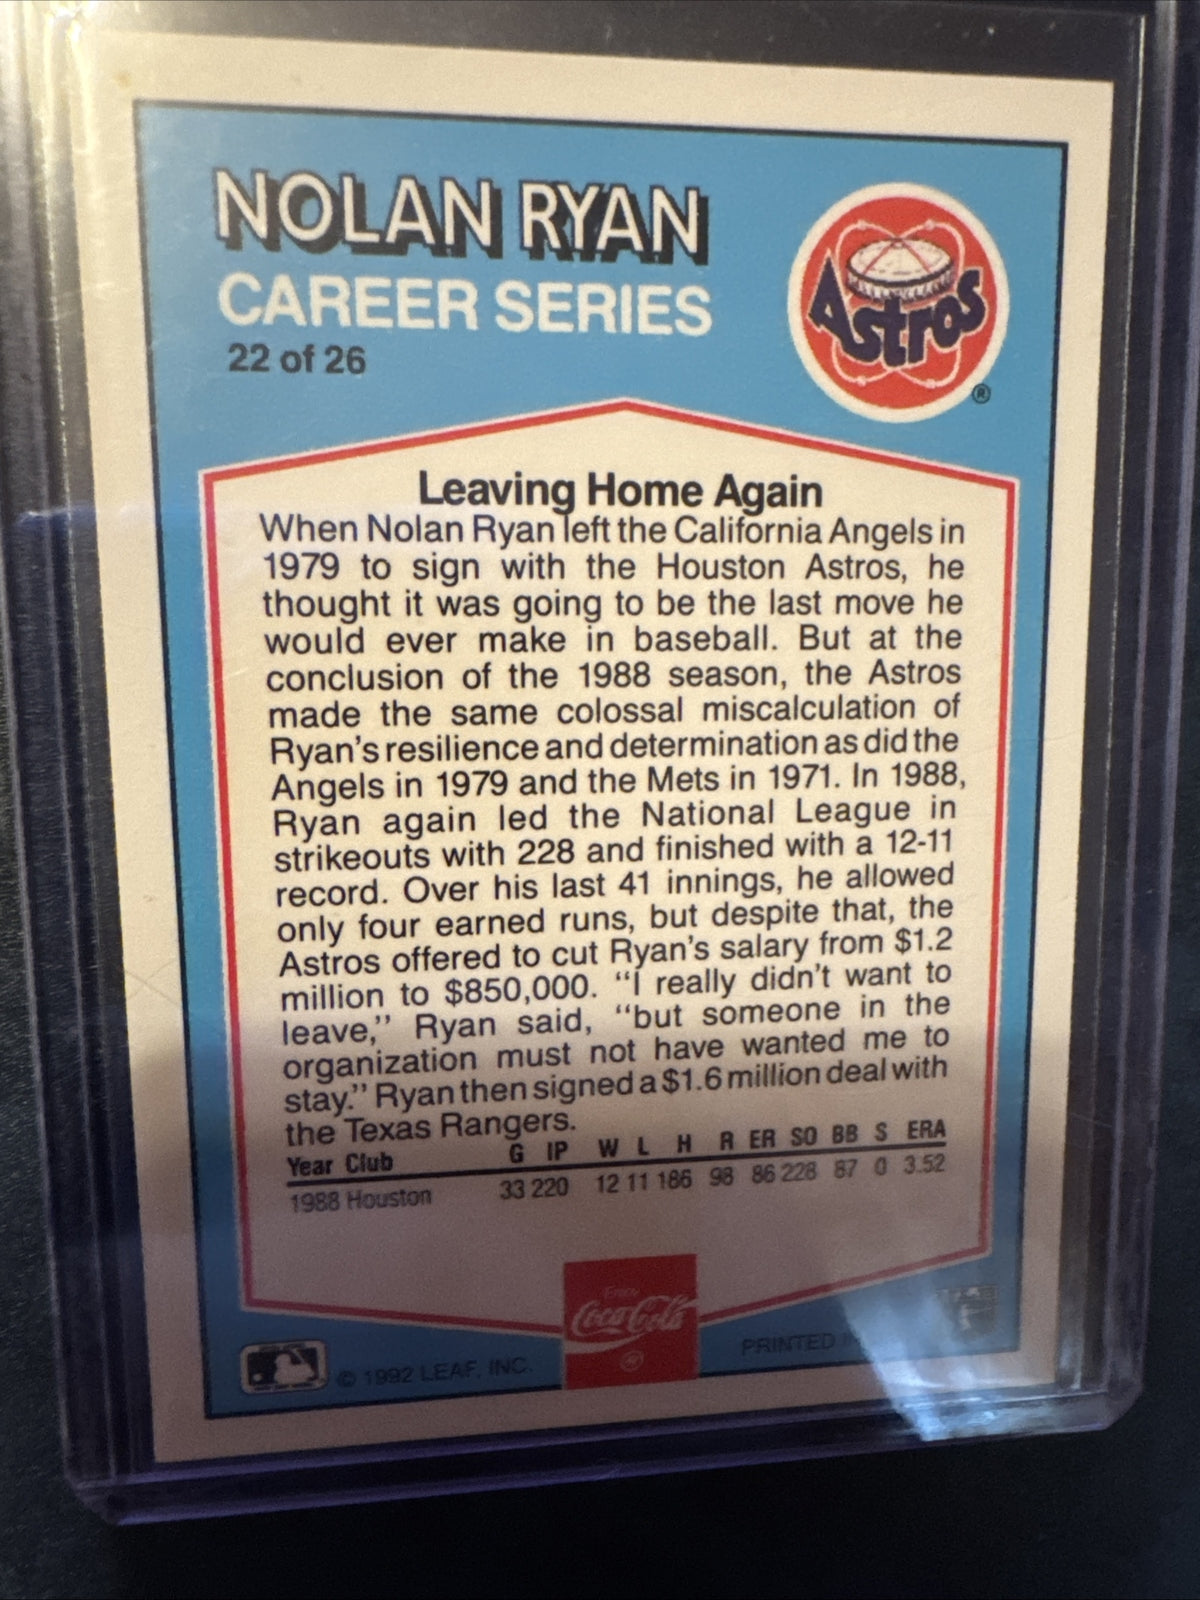 NOLAN RYAN
CAREER SERIES
22 of 26
Astros
®
Leaving Home Again
When Nolan Ryan left the California Angels in
1979 to sign with the Houston Astros, he
thought it was going to be the last move he
would ever make in baseball. But at the
conclusion of the 1988 season, the Astros
made the same colossal miscalculation of
Ryan's resilience and determination as did the
Angels in 1979 and the Mets in 1971. In 1988,
Ryan again led the National League in
strikeouts with 228 and finished with a 12-11
record. Over his last 41 innings, he allowed
only four earned runs, but despite that, the
Astros offered to cut Ryan's salary from $1.2
million to $850,000. "I really didn't want to
leave," Ryan said, "but someone in the
organization must not have wanted me to
stay." Ryan then signed a $1.6 million deal with
the Texas Rangers.
Year Club G IP W L H R ER SO BB S ERA
1988 Houston 33 220 12 11 186 98 86 228 87 0 3.52
Enjoy
Coca-Cola
®
© 1992 LEAF, INC.
PRINTED